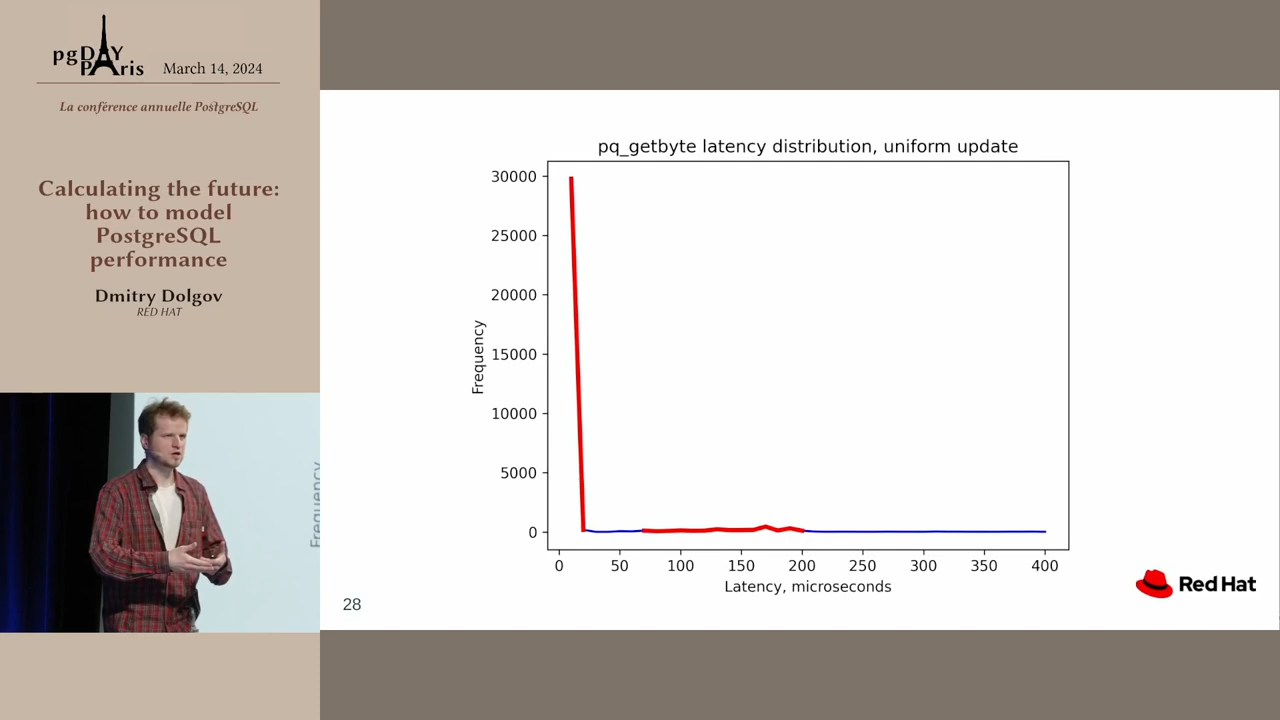 pgDAY
PAris
March 14, 2024
La conférence annuelle PostgreSQL
Calculating the future:
how to model
PostgreSQL
performance
Dmitry Dolgov
RED HAT
Frequency
pq_getbyte latency distribution, uniform update
Frequency
30000
25000
20000
15000
10000
5000
0
0 50 100 150 200 250 300 350 400
Latency, microseconds
28
Red Hat